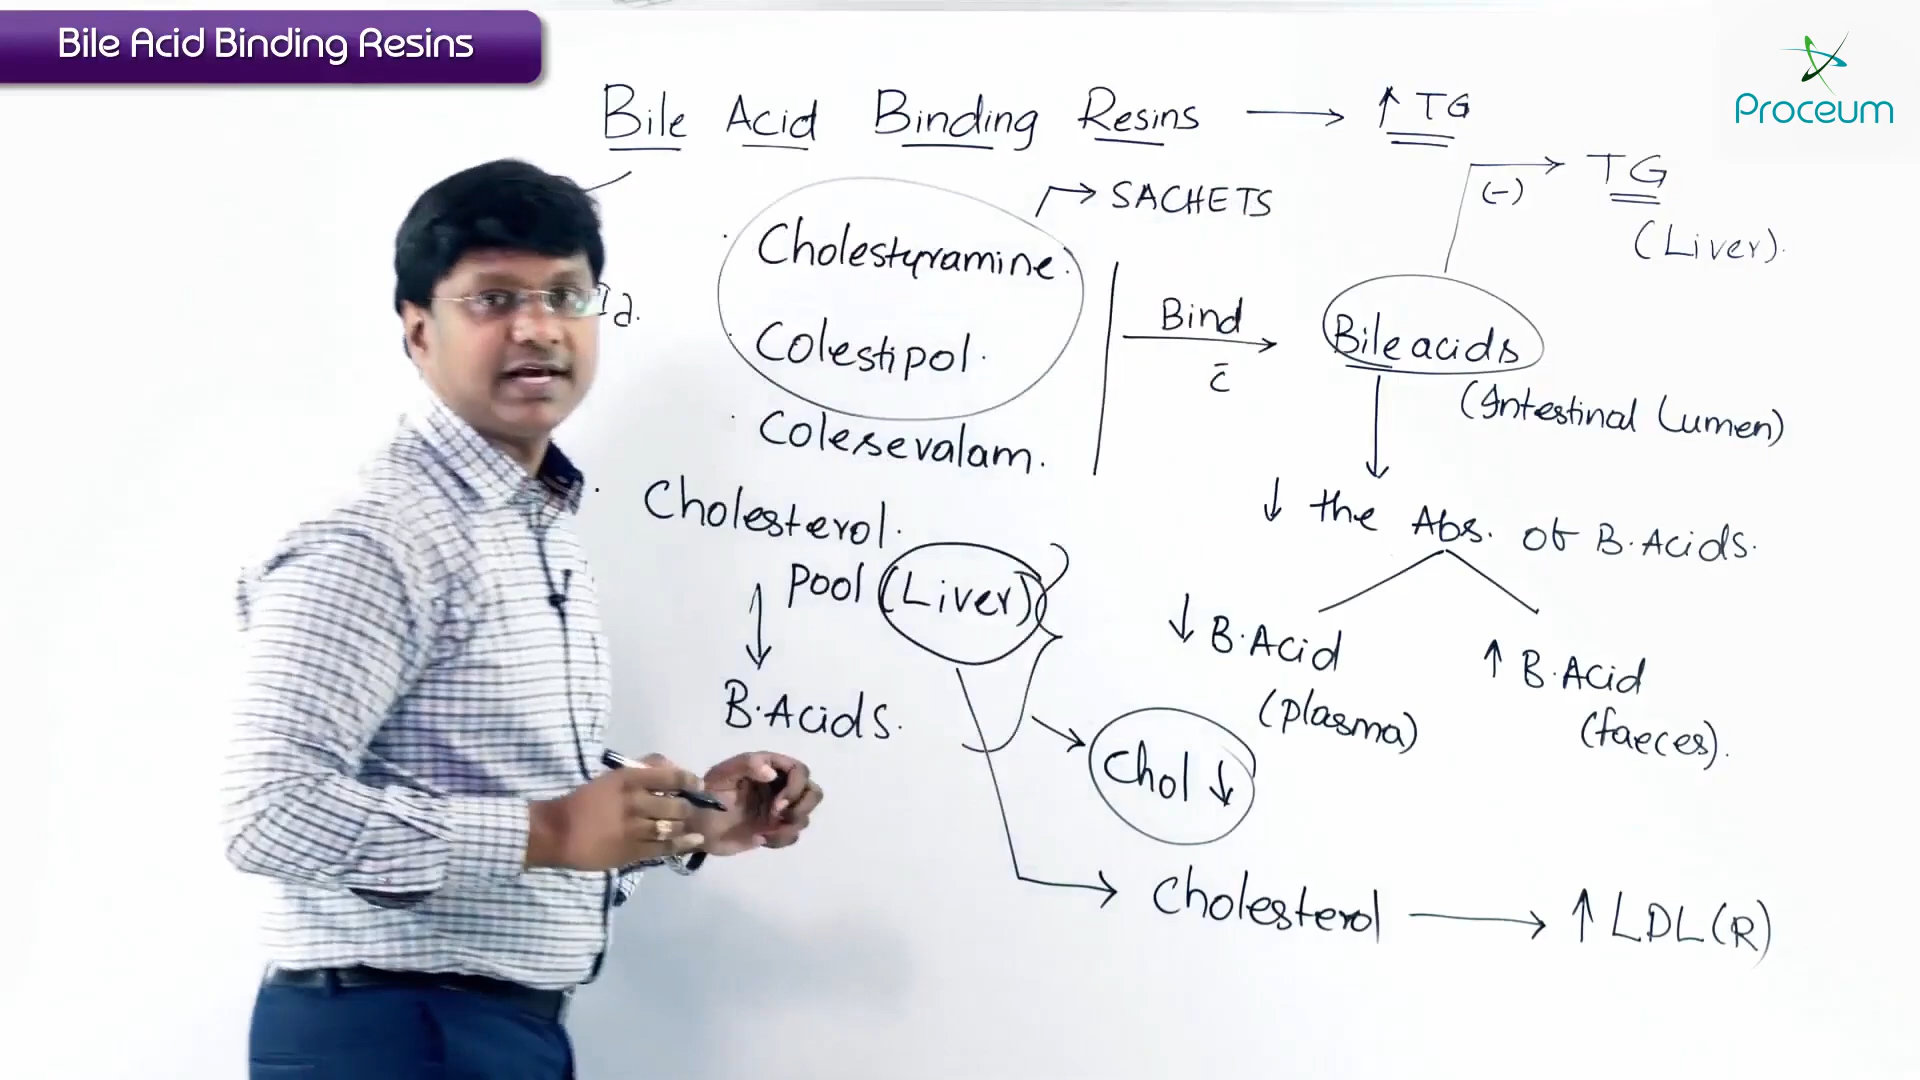 Bile Acid Binding Resins
Proceum
Bile Acid Binding Resins → ↑ TG
(-) → TG
(Liver).
→ SACHETS
Cholestyramine.
Colestipol.
Colesevalam.
Bind
c̄
Bile acids
(Intestinal Lumen)
↓ the Abs. of B.Acids.
↓ B.Acid
(plasma)
↑ B.Acid
(faeces).
Cholesterol.
Pool (Liver)
B.Acids.
Chol ↓
Cholesterol → ↑ LDL(R)